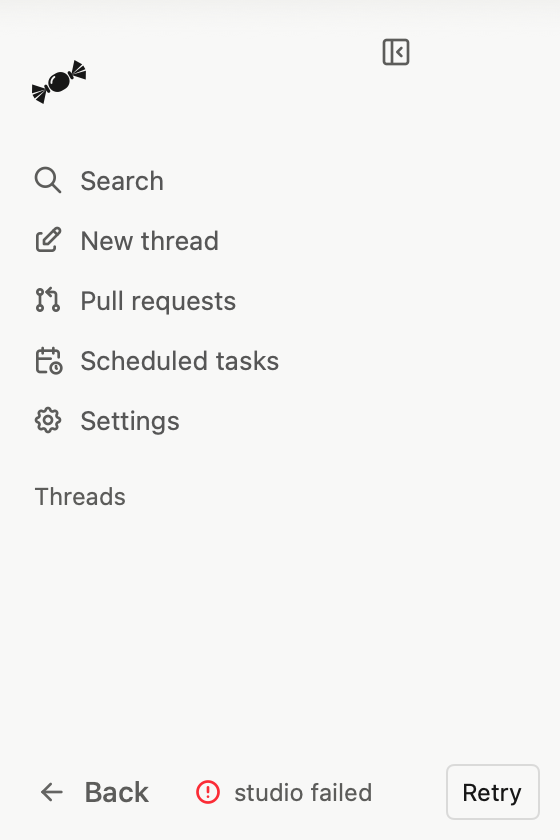 Search
New thread
Pull requests
Scheduled tasks
Settings
Threads
Back
studio failed
Retry